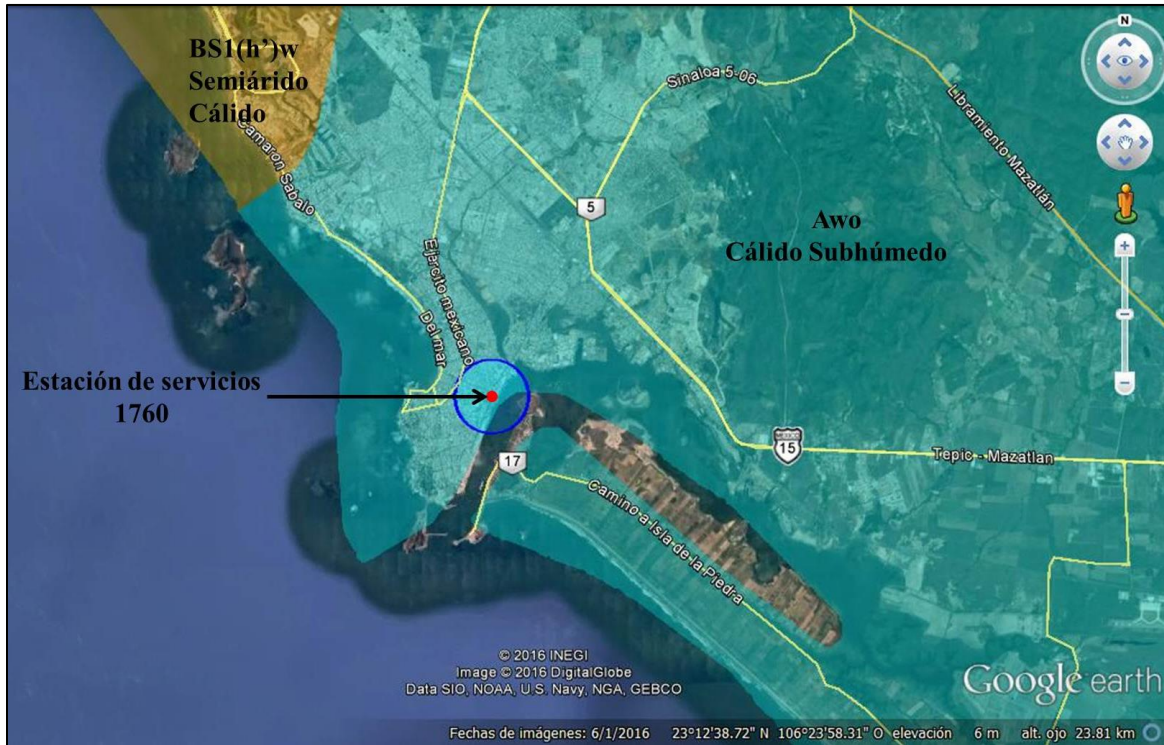 BS1(h')w
Semiárido
Cálido
N
Camaron Sabalo
Sinaloa 5-06
Libramiento Mazatlán
5
Awo
Cálido Subhúmedo
Ejercito mexicano
Del mar
Estación de servicios
1760
15
MEXICO
Tepic - Mazatlan
17
Camino a Isla de la Piedra
© 2016 INEGI
Image © 2016 DigitalGlobe
Data SIO, NOAA, U.S. Navy, NGA, GEBCO
Google earth
Fechas de imágenes: 6/1/2016 23°12'38.72" N 106°23'58.31" O elevación 6 m alt. ojo 23.81 km